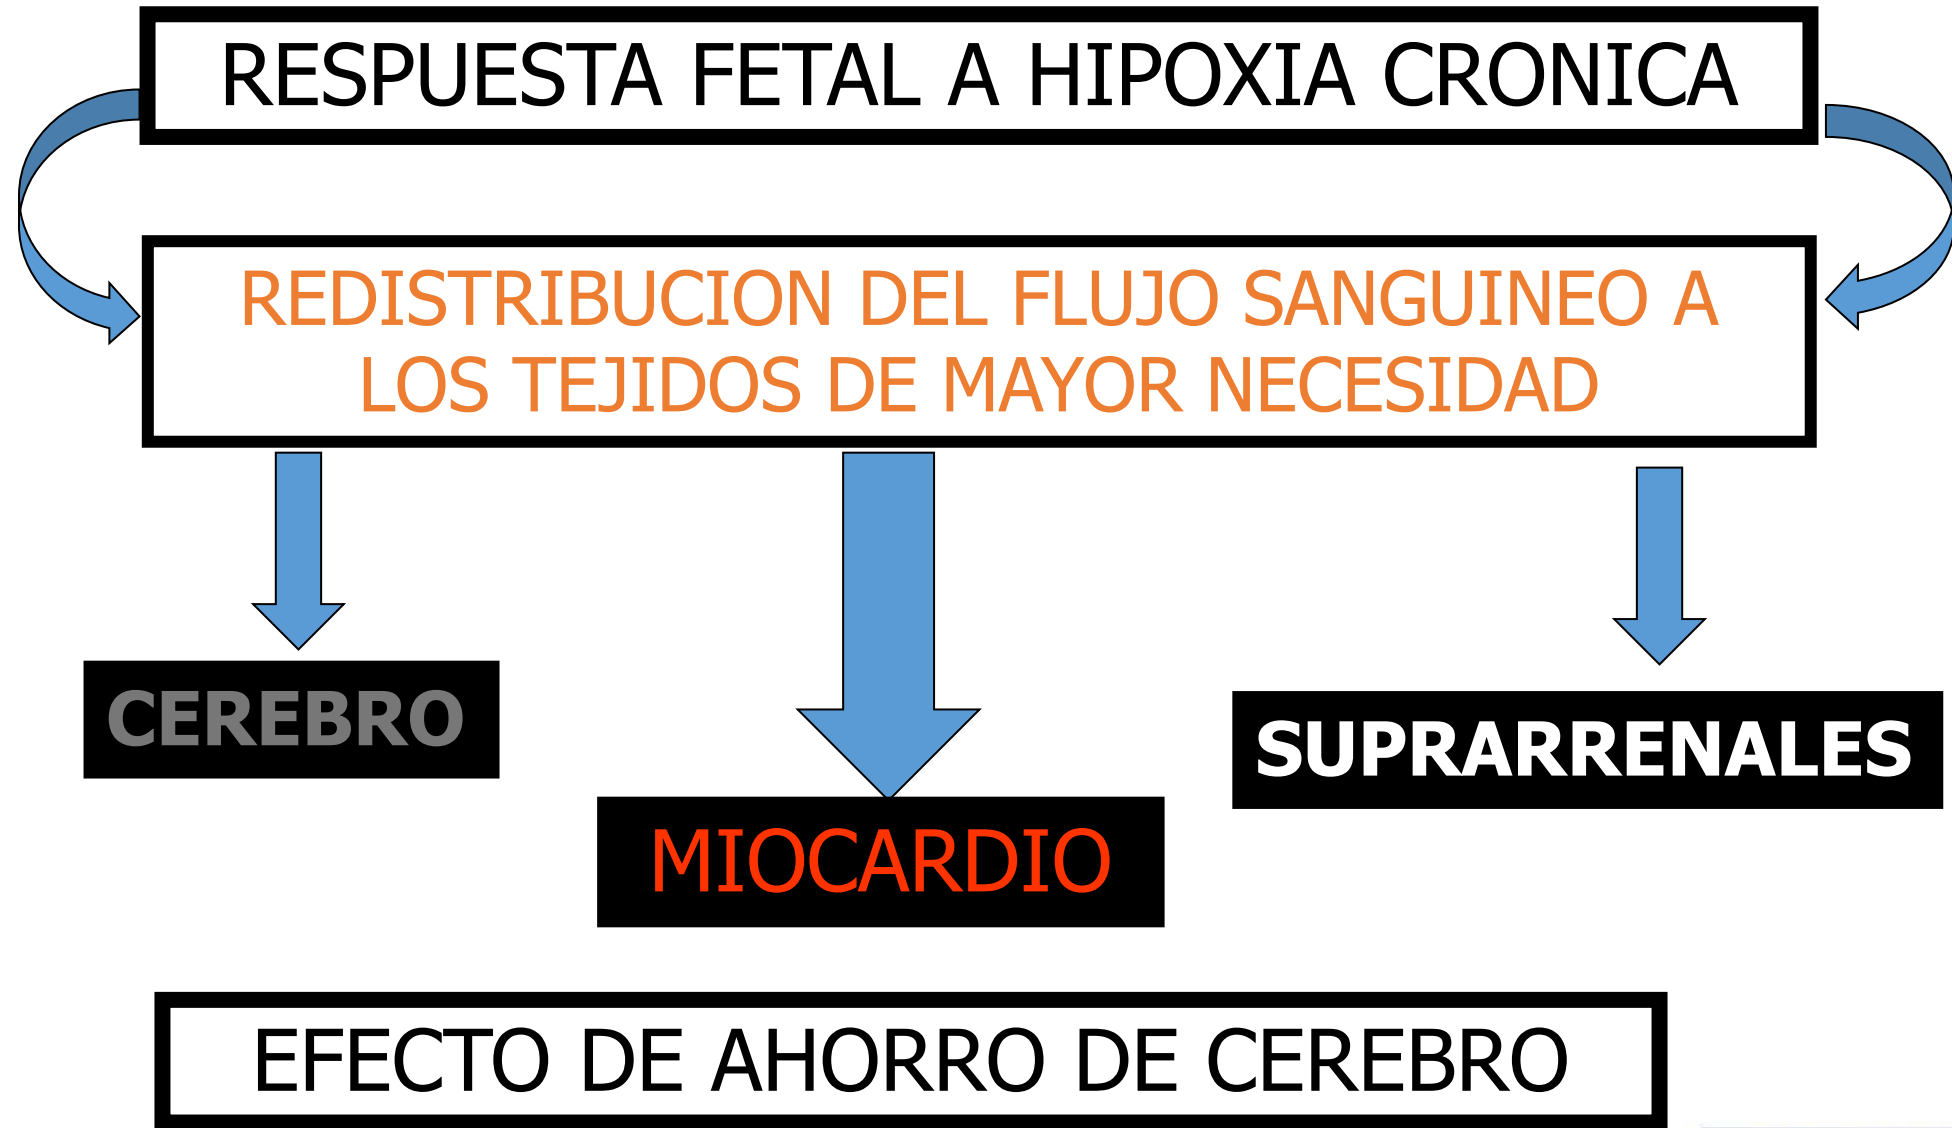 RESPUESTA FETAL A HIPOXIA CRONICA
REDISTRIBUCION DEL FLUJO SANGUINEO A
LOS TEJIDOS DE MAYOR NECESIDAD
CEREBRO
SUPRARRENALES
MIOCARDIO
EFECTO DE AHORRO DE CEREBRO